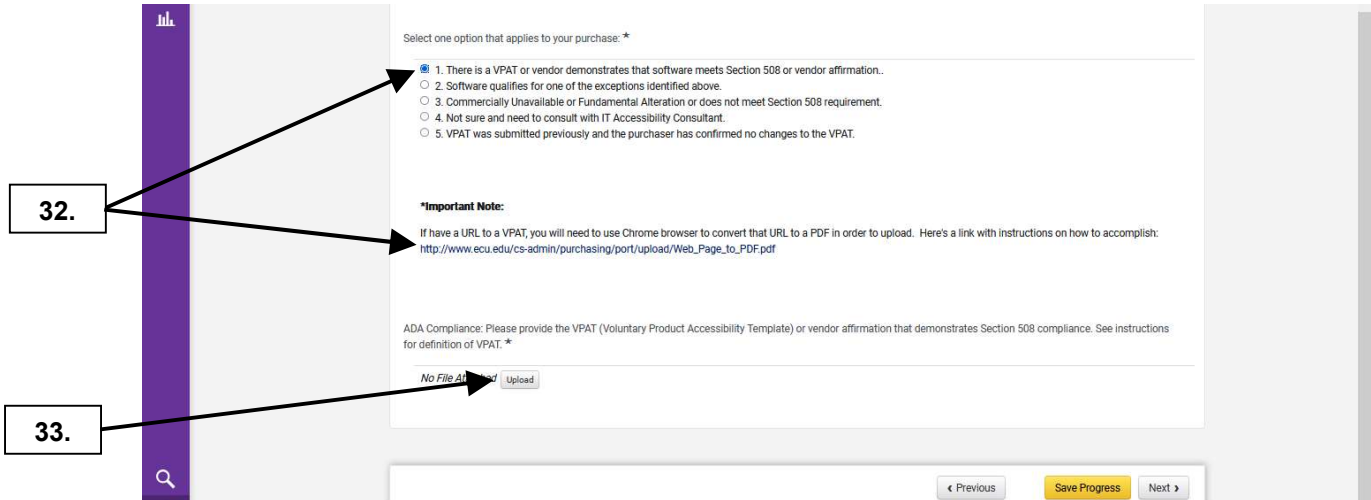 Select one option that applies to your purchase: *
1. There is a VPAT or vendor demonstrates that software meets Section 508 or vendor affirmation..
2. Software qualifies for one of the exceptions identified above.
3. Commercially Unavailable or Fundamental Alteration or does not meet Section 508 requirement.
4. Not sure and need to consult with IT Accessibility Consultant.
5. VPAT was submitted previously and the purchaser has confirmed no changes to the VPAT.
32.
*Important Note:
If have a URL to a VPAT, you will need to use Chrome browser to convert that URL to a PDF in order to upload. Here's a link with instructions on how to accomplish:
http://www.ecu.edu/cs-admin/purchasing/port/upload/Web_Page_to_PDF.pdf
ADA Compliance: Please provide the VPAT (Voluntary Product Accessibility Template) or vendor affirmation that demonstrates Section 508 compliance. See instructions
for definition of VPAT. *
No File Attached Upload
33.
‹ Previous Save Progress Next ›